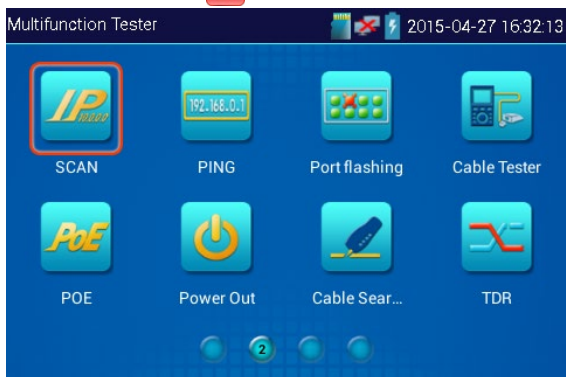 Multifunction Tester 2015-04-27 16:32:13
IP
192.168.0.1
SCAN PING Port flashing Cable Tester
PoE
POE Power Out Cable Sear... TDR
2